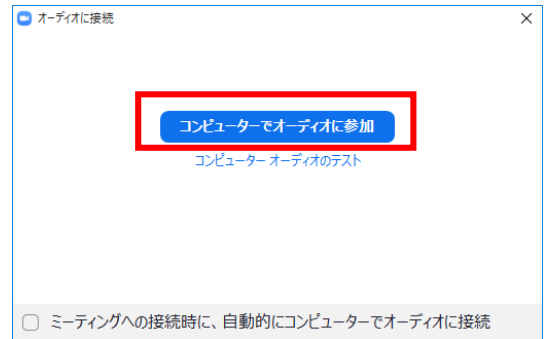 オーディオに接続
コンピューターでオーディオに参加
コンピューター オーディオのテスト
ミーティングへの接続時に、自動的にコンピューターでオーディオに接続